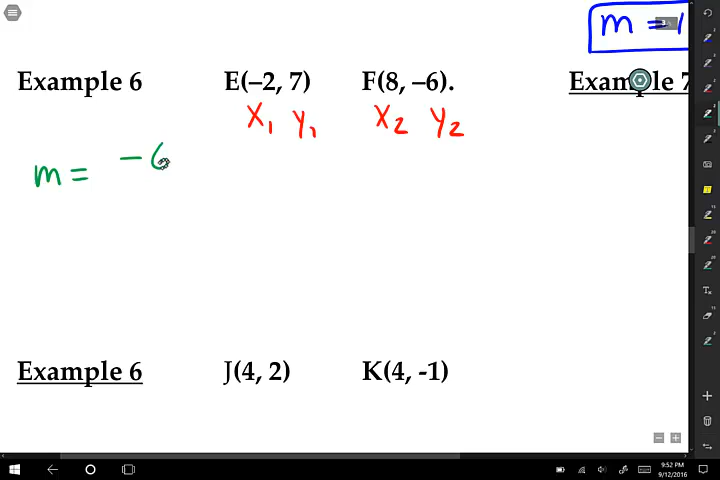 m = 1
Example 6 E(–2, 7) F(8, –6). Example 7
x₁ y₁ x₂ y₂
m = –6
Example 6 J(4, 2) K(4, -1)
9:52 PM
9/12/2016